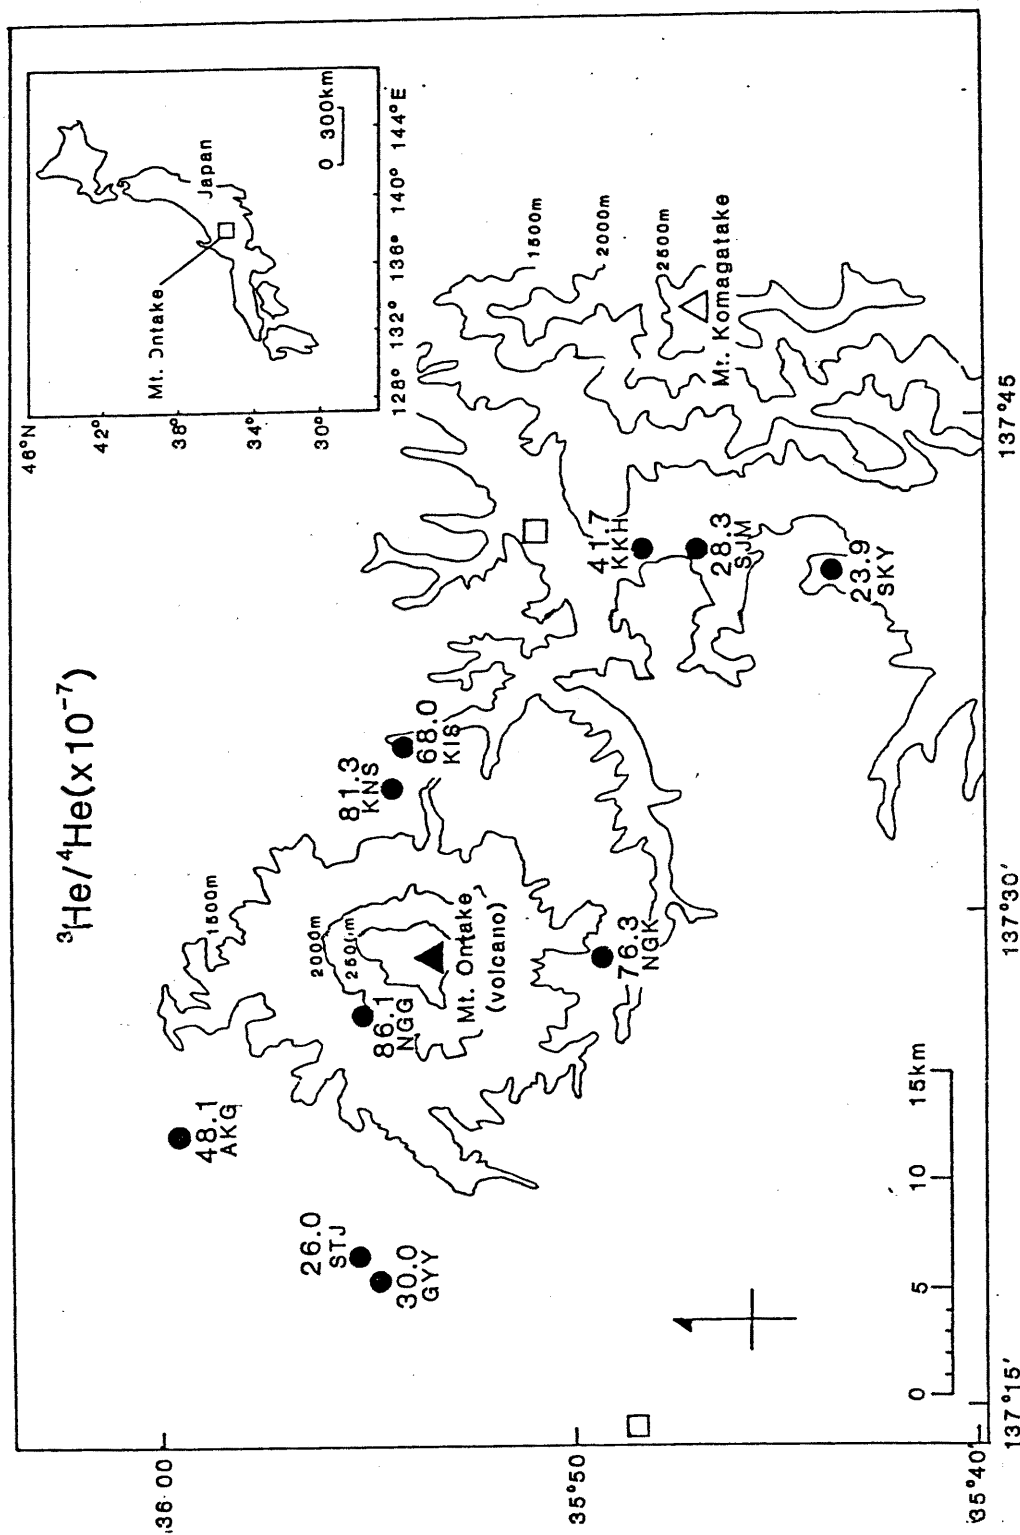 ³He/⁴He(x10⁻⁷)
46°N
42°
38°
34°
30°
128°
132°
136°
140°
144°E
Mt. Ontake
Japan
0 300km
36°00
35°50
35°40'
137°15'
137°30'
137°45
48.1
AKG
26.0
STJ
30.0
GYY
86.1
NGG
81.3
KNS
68.0
KIS
76.3
NGK
41.7
KKH
28.3
SJM
23.9
SKY
1500m
2000m
2500m
Mt. Ontake
(volcano)
1500m
2000m
2500m
Mt. Komagatake
0 5 10 15km